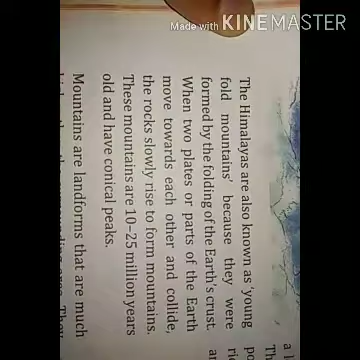 Made with KINEMASTER
The Himalayas are also known as 'young
fold mountains' because they were
formed by the folding of the Earth's crust.
When two plates or parts of the Earth
move towards each other and collide,
the rocks slowly rise to form mountains.
These mountains are 10–25 million years
old and have conical peaks.
Mountains are landforms that are much